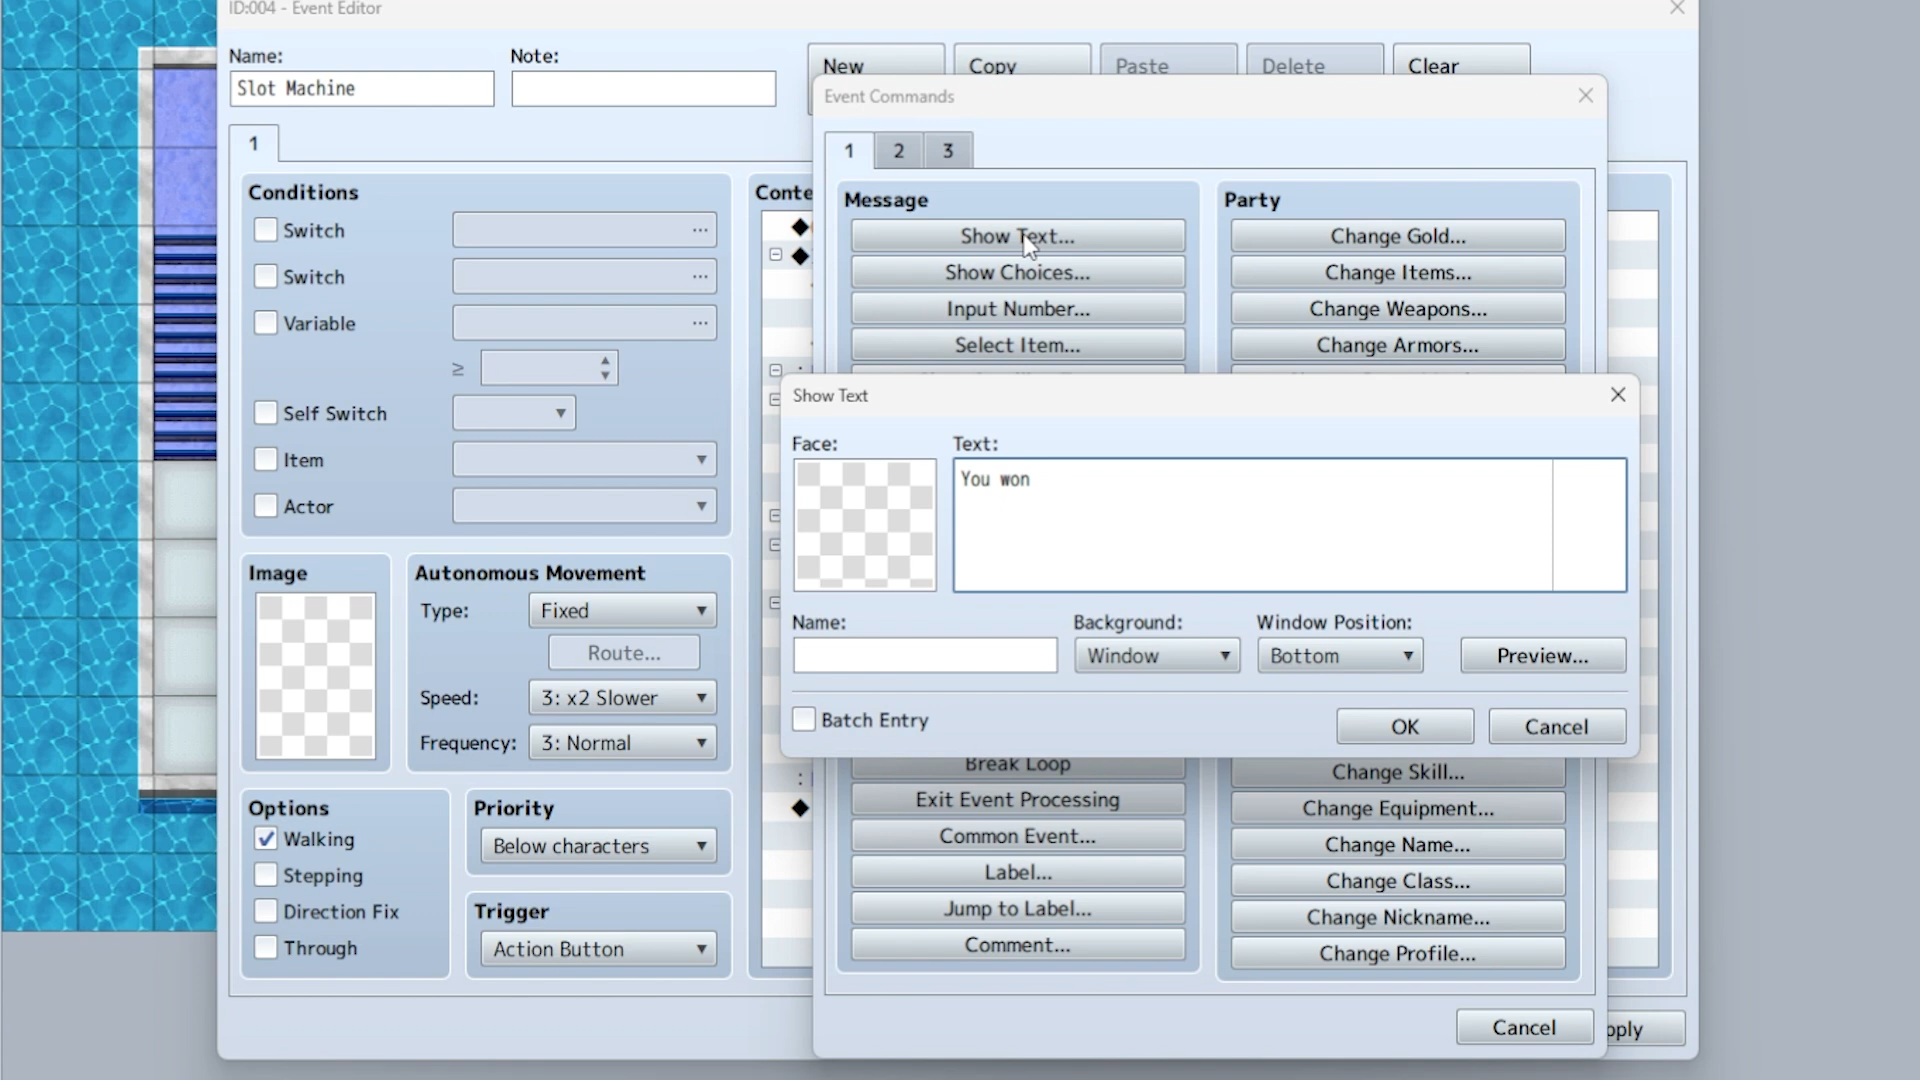 ID:004 - Event Editor
Name:
Note:
Slot Machine
New
Copy
Paste
Delete
Clear
1
Conditions
Switch
...
Switch
...
Variable
...
≥
Self Switch
Item
Actor
Image
Autonomous Movement
Type:
Fixed
Route...
Speed:
3: x2 Slower
Frequency:
3: Normal
Options
Walking
Stepping
Direction Fix
Through
Priority
Below characters
Trigger
Action Button
Event Commands
1
2
3
Message
Show Text...
Show Choices...
Input Number...
Select Item...
Party
Change Gold...
Change Items...
Change Weapons...
Change Armors...
Show Text
Face:
Text:
You won
Name:
Background:
Window Position:
Window
Bottom
Preview...
Batch Entry
OK
Cancel
Break Loop
Exit Event Processing
Common Event...
Label...
Jump to Label...
Comment...
Change Skill...
Change Equipment...
Change Name...
Change Class...
Change Nickname...
Change Profile...
Cancel